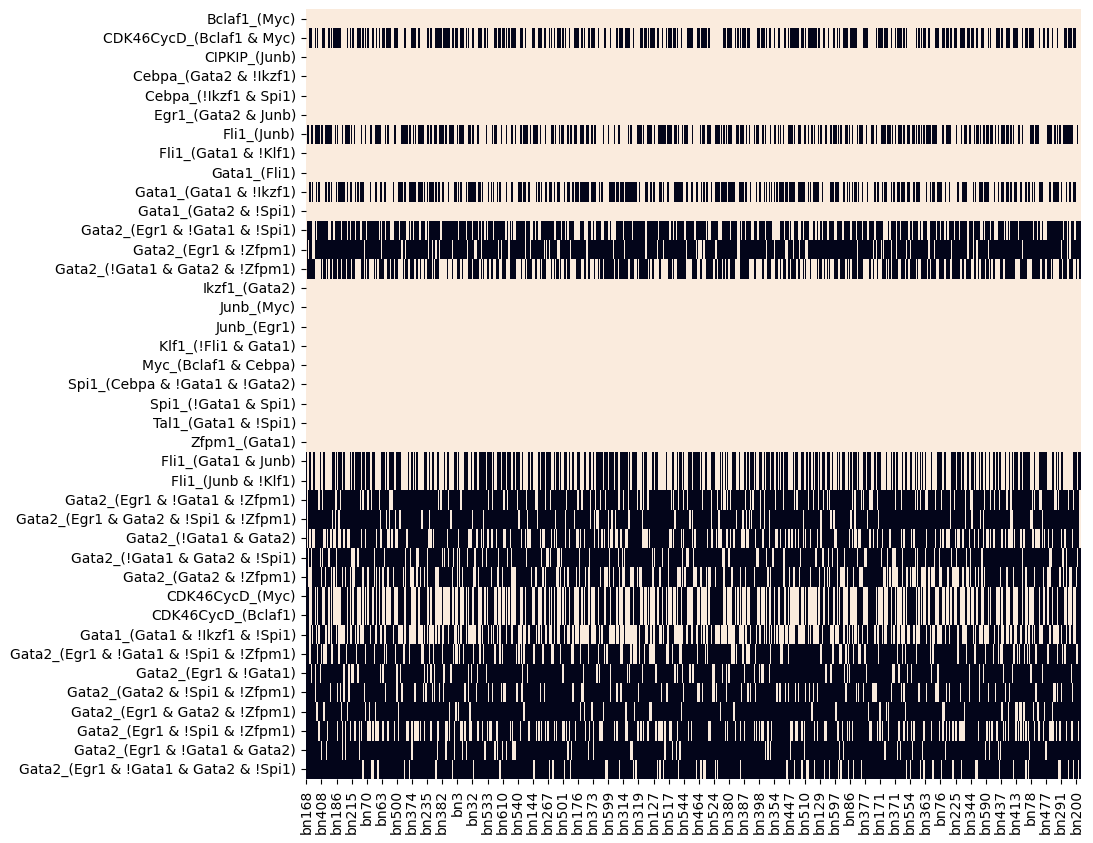 Bclaf1_(Myc)
CDK46CycD_(Bclaf1 & Myc)
CIPKIP_(Junb)
Cebpa_(Gata2 & !Ikzf1)
Cebpa_(!Ikzf1 & Spi1)
Egr1_(Gata2 & Junb)
Fli1_(Junb)
Fli1_(Gata1 & !Klf1)
Gata1_(Fli1)
Gata1_(Gata1 & !Ikzf1)
Gata1_(Gata2 & !Spi1)
Gata2_(Egr1 & !Gata1 & !Spi1)
Gata2_(Egr1 & !Zfpm1)
Gata2_(!Gata1 & Gata2 & !Zfpm1)
Ikzf1_(Gata2)
Junb_(Myc)
Junb_(Egr1)
Klf1_(!Fli1 & Gata1)
Myc_(Bclaf1 & Cebpa)
Spi1_(Cebpa & !Gata1 & !Gata2)
Spi1_(!Gata1 & Spi1)
Tal1_(Gata1 & !Spi1)
Zfpm1_(Gata1)
Fli1_(Gata1 & Junb)
Fli1_(Junb & !Klf1)
Gata2_(Egr1 & !Gata1 & !Zfpm1)
Gata2_(Egr1 & Gata2 & !Spi1 & !Zfpm1)
Gata2_(!Gata1 & Gata2)
Gata2_(!Gata1 & Gata2 & !Spi1)
Gata2_(Gata2 & !Zfpm1)
CDK46CycD_(Myc)
CDK46CycD_(Bclaf1)
Gata1_(Gata1 & !Ikzf1 & !Spi1)
Gata2_(Egr1 & !Gata1 & !Spi1 & !Zfpm1)
Gata2_(Egr1 & !Gata1)
Gata2_(Gata2 & !Spi1 & !Zfpm1)
Gata2_(Egr1 & Gata2 & !Zfpm1)
Gata2_(Egr1 & !Spi1 & !Zfpm1)
Gata2_(Egr1 & !Gata1 & Gata2)
Gata2_(Egr1 & !Gata1 & Gata2 & !Spi1)
bn168
bn408
bn186
bn215
bn70
bn63
bn500
bn374
bn235
bn382
bn3
bn32
bn533
bn610
bn540
bn144
bn267
bn501
bn176
bn373
bn599
bn314
bn319
bn127
bn517
bn544
bn464
bn524
bn380
bn387
bn398
bn354
bn447
bn510
bn129
bn597
bn86
bn377
bn171
bn371
bn554
bn363
bn76
bn225
bn344
bn590
bn437
bn413
bn78
bn477
bn291
bn200